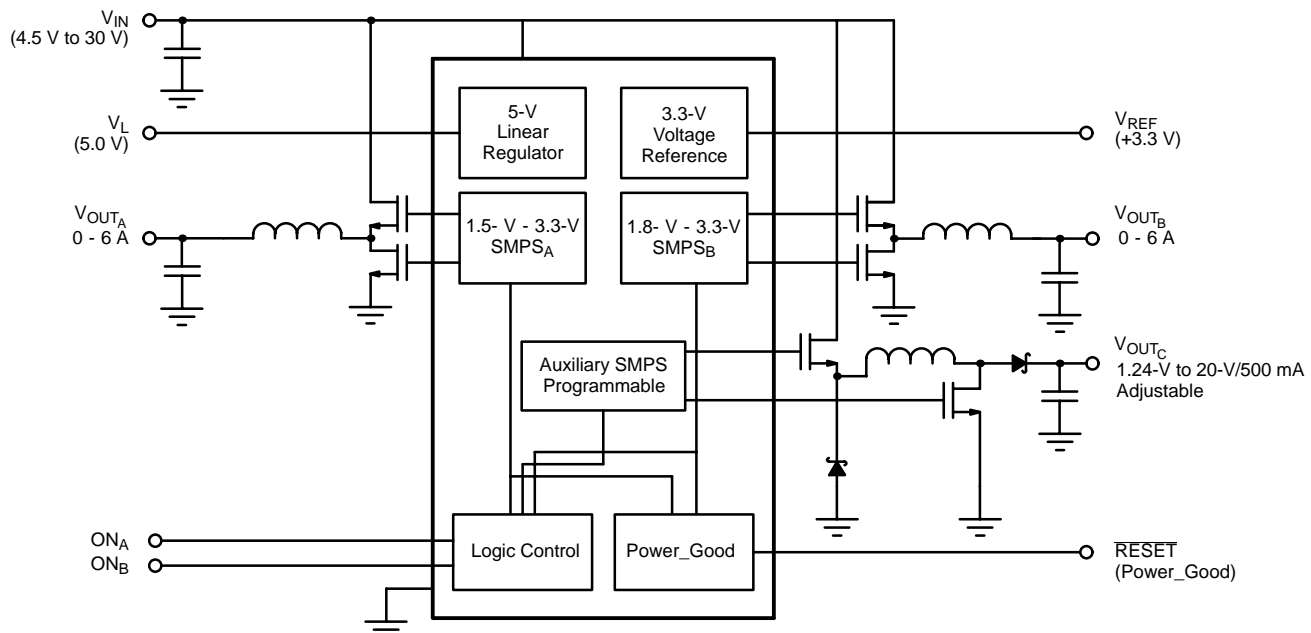 VIN
(4.5 V to 30 V)
5-V
Linear
Regulator
3.3-V
Voltage
Reference
VL
(5.0 V)
VREF
(+3.3 V)
VOUTA
0 - 6 A
1.5- V - 3.3-V
SMPSA
1.8- V - 3.3-V
SMPSB
VOUTB
0 - 6 A
Auxiliary SMPS
Programmable
VOUTC
1.24-V to 20-V/500 mA
Adjustable
ONA
ONB
Logic Control
Power_Good
RESET
(Power_Good)